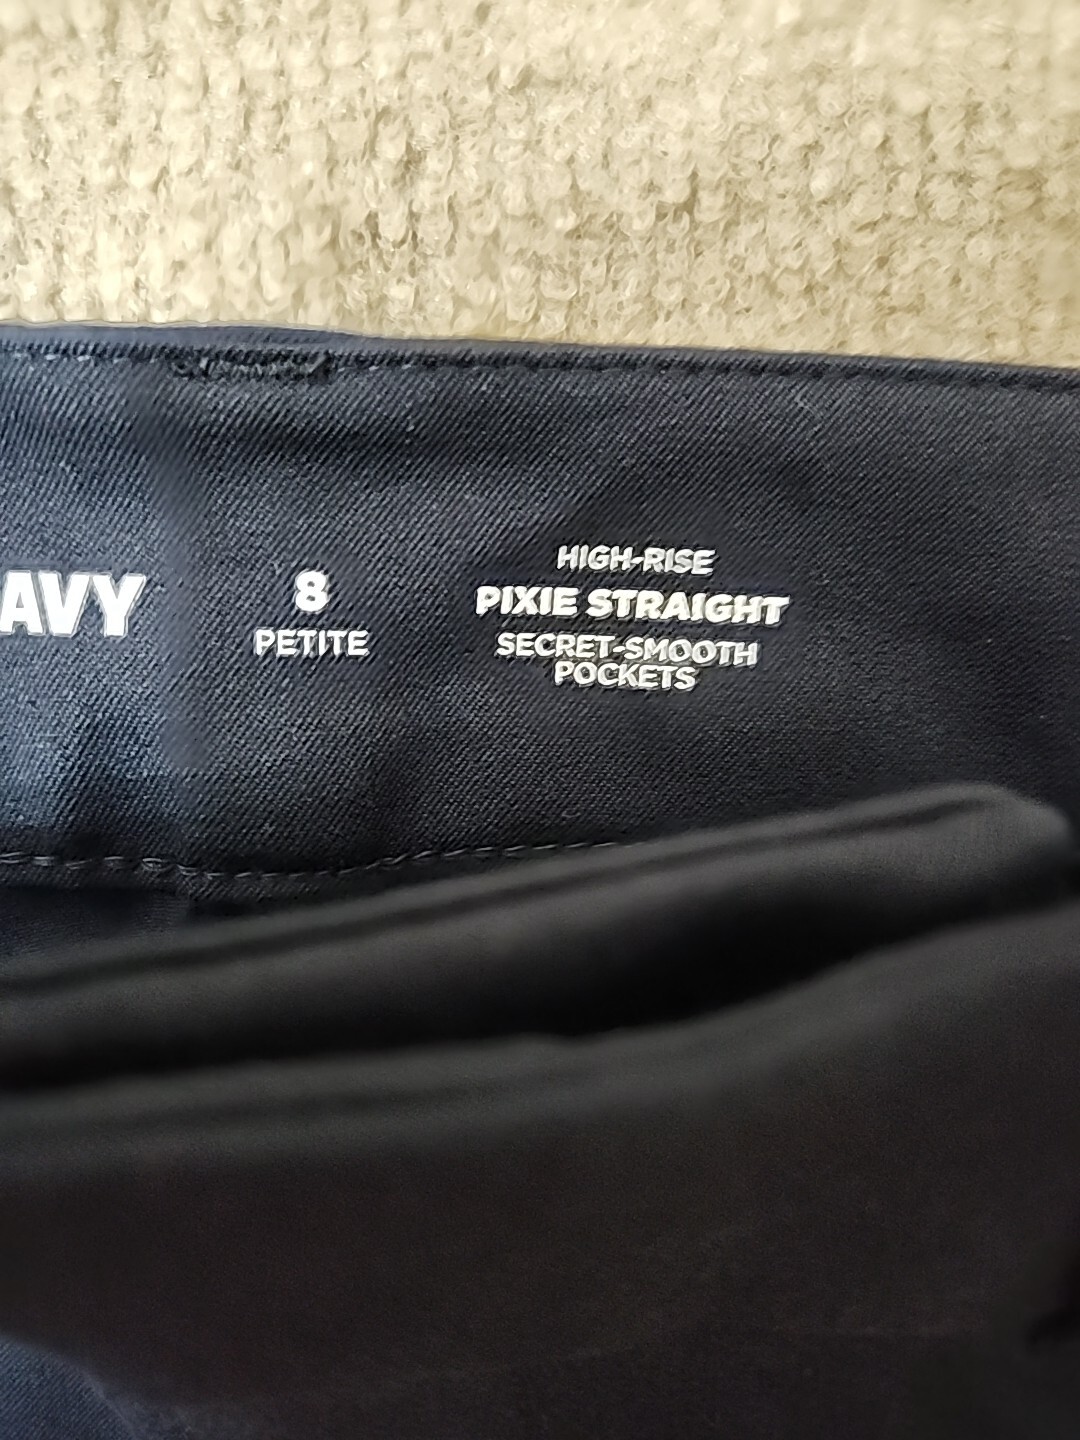 AVY
8
PETITE
HIGH-RISE
PIXIE STRAIGHT
SECRET-SMOOTH
POCKETS